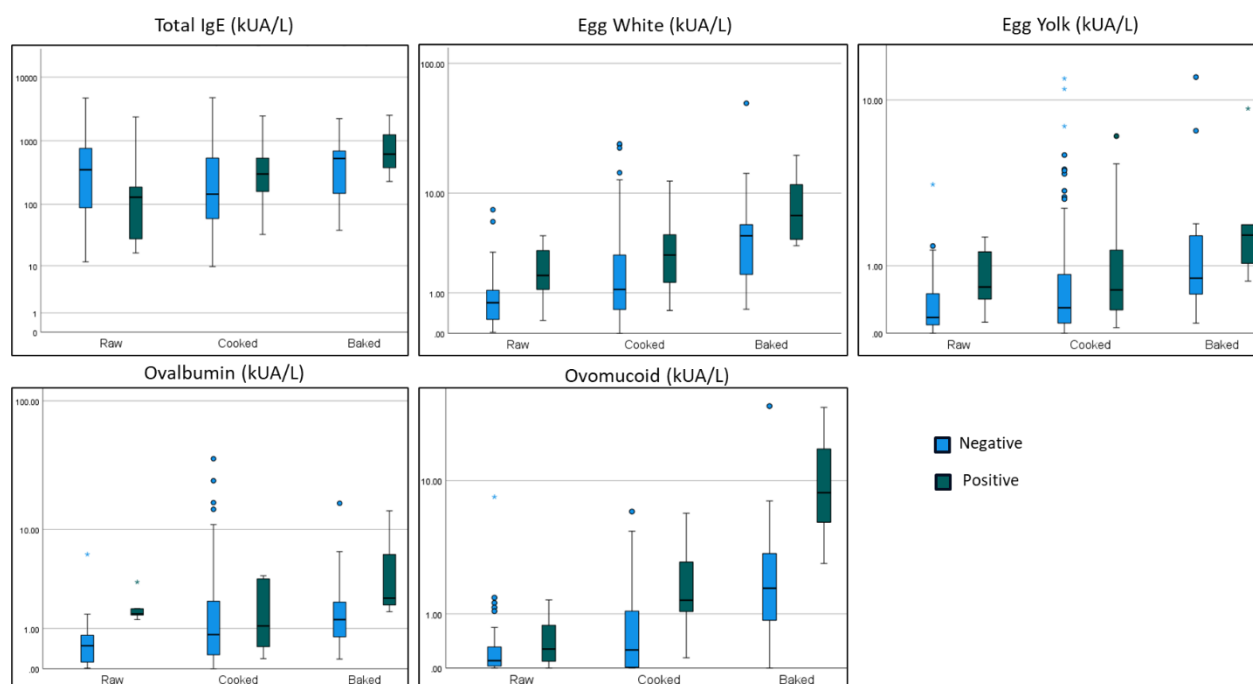 Total IgE (kUA/L)
10000
1000
100
10
1
0
Raw Cooked Baked
Egg White (kUA/L)
100.00
10.00
1.00
.00
Raw Cooked Baked
Egg Yolk (kUA/L)
10.00
1.00
.00
Raw Cooked Baked
Ovalbumin (kUA/L)
100.00
10.00
1.00
.00
Raw Cooked Baked
Ovomucoid (kUA/L)
10.00
1.00
.00
Raw Cooked Baked
Negative
Positive